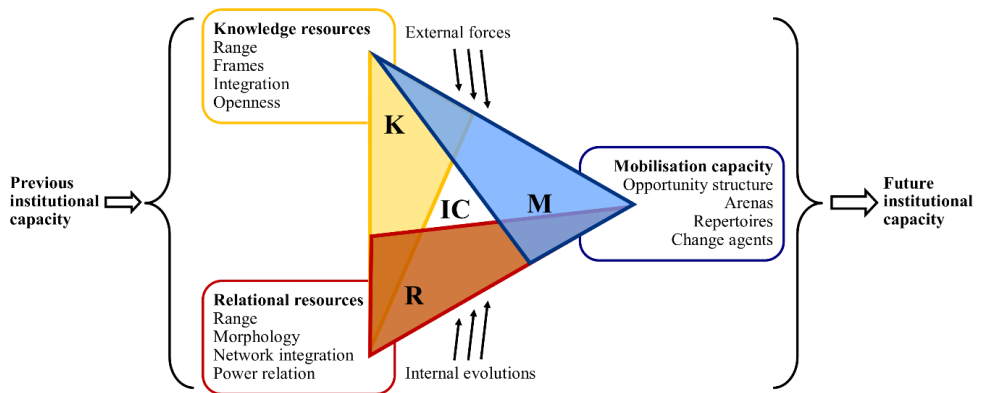 Previous
institutional
capacity
Knowledge resources
Range
Frames
Integration
Openness
External forces
K
IC
M
R
Mobilisation capacity
Opportunity structure
Arenas
Repertoires
Change agents
Relational resources
Range
Morphology
Network integration
Power relation
Internal evolutions
Future
institutional
capacity